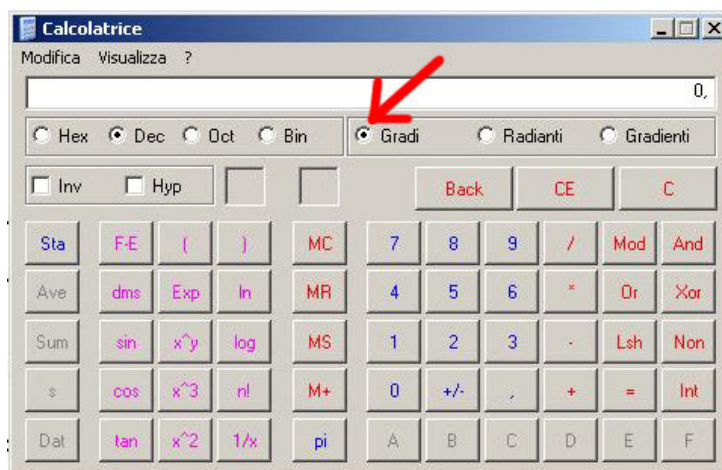 Calcolatrice
Modifica Visualizza ?
0,
Hex Dec Oct Bin Gradi Radianti Gradienti
Inv Hyp Back CE C
Sta F-E ( ) MC 7 8 9 / Mod And
Ave dms Exp ln MR 4 5 6 * Or Xor
Sum sin x^y log MS 1 2 3 - Lsh Non
s cos x^3 n! M+ 0 +/- , + = Int
Dat tan x^2 1/x pi A B C D E F